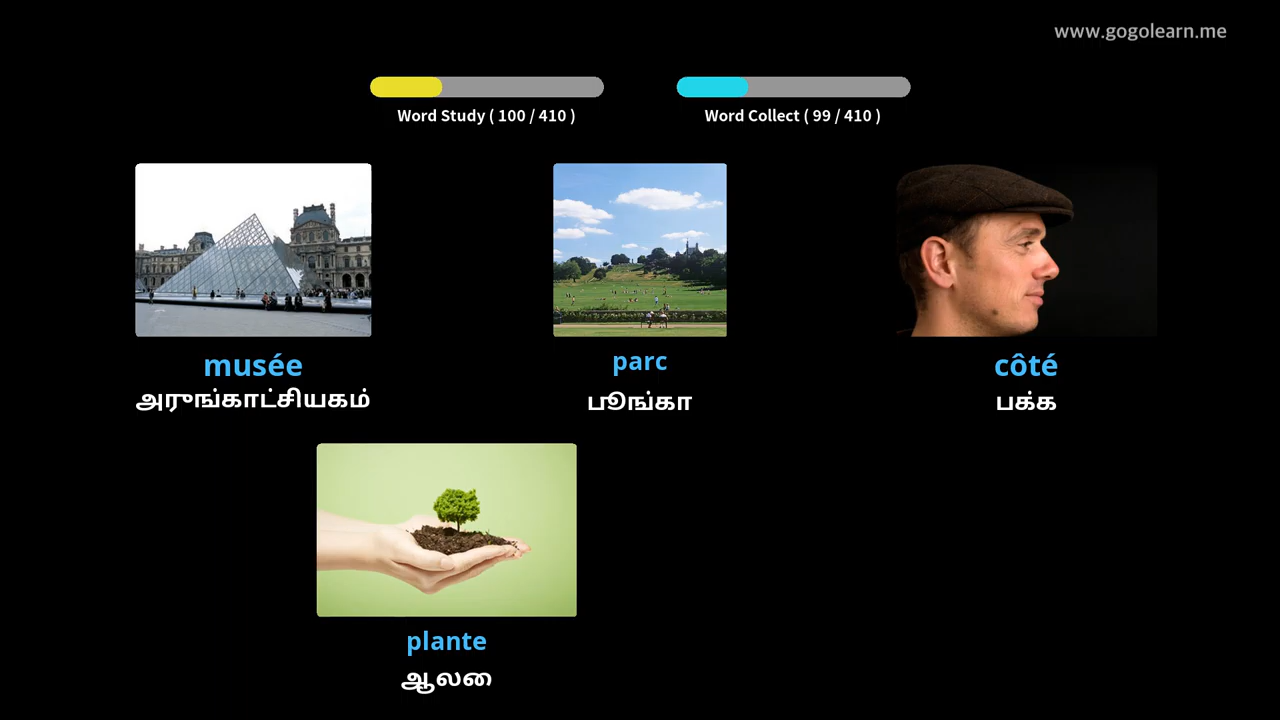 www.gogolearn.me
Word Study ( 100 / 410 )
Word Collect ( 99 / 410 )
musée
அருங்காட்சியகம்
parc
பூங்கா
côté
பக்க
plante
ஆலை